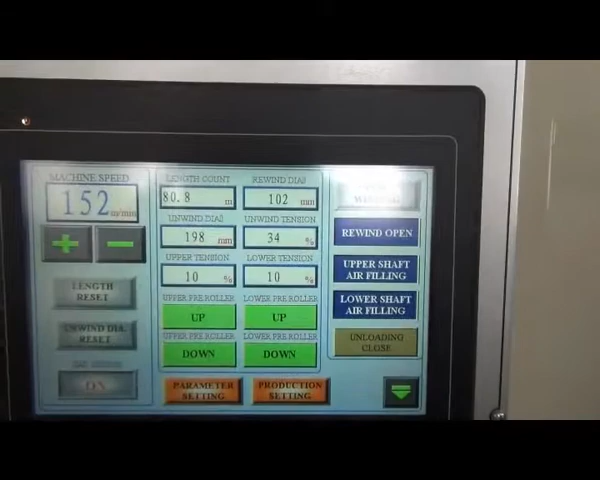 MACHINE SPEED
152 m/mm
LENGTH RESET
UNWIND DIA. RESET
ON
LENGTH COUNT
80.8 m
REWIND DIAS
102 mm
UNWIND DIAS
198 mm
UNWIND TENSION
34 %
UPPER TENSION
10 %
LOWER TENSION
10 %
UPPER PRE ROLLER
UP
LOWER PRE ROLLER
UP
UPPER PRE ROLLER
DOWN
LOWER PRE ROLLER
DOWN
PARAMETER
SETTING
PRODUCTION
SETTING
REWIND OPEN
UPPER SHAFT
AIR FILLING
LOWER SHAFT
AIR FILLING
UNLOADING
CLOSE